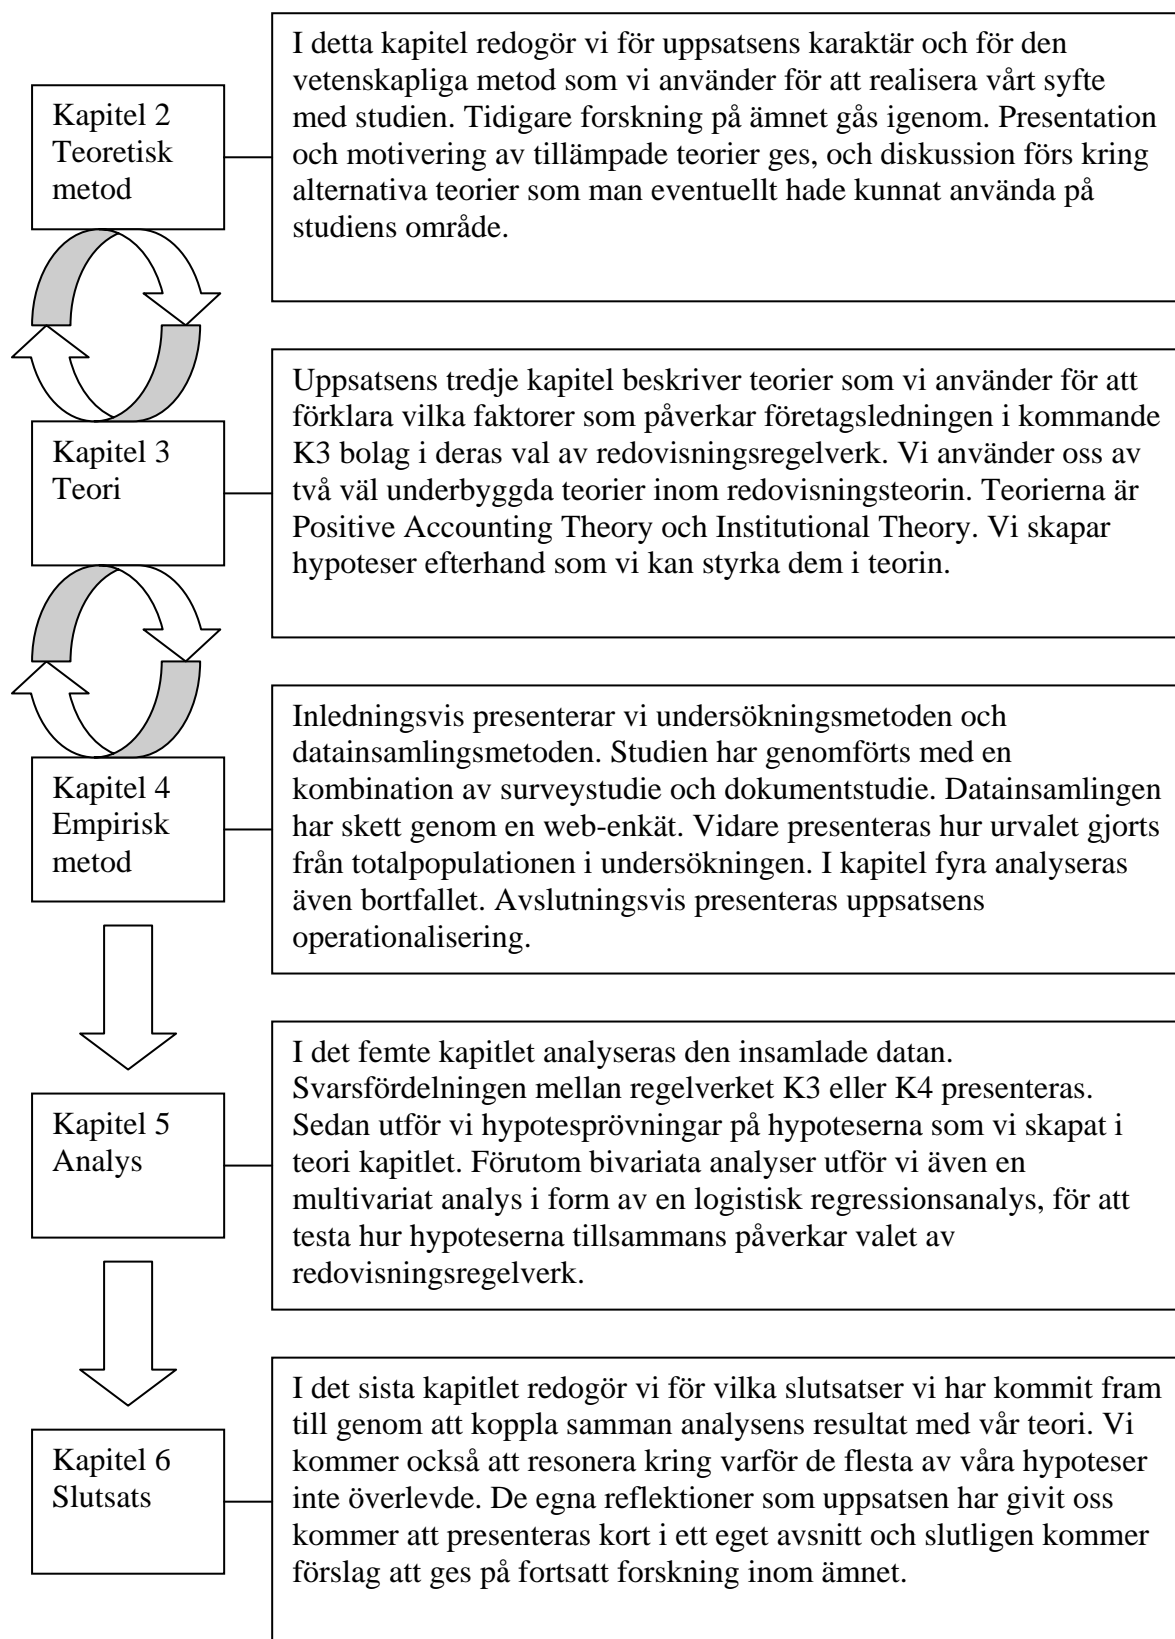 Kapitel 2
Teoretisk
metod
I detta kapitel redogör vi för uppsatsens karaktär och för den
vetenskapliga metod som vi använder för att realisera vårt syfte
med studien. Tidigare forskning på ämnet gås igenom. Presentation
och motivering av tillämpade teorier ges, och diskussion förs kring
alternativa teorier som man eventuellt hade kunnat använda på
studiens område.
Kapitel 3
Teori
Uppsatsens tredje kapitel beskriver teorier som vi använder för att
förklara vilka faktorer som påverkar företagsledningen i kommande
K3 bolag i deras val av redovisningsregelverk. Vi använder oss av
två väl underbyggda teorier inom redovisningsteorin. Teorierna är
Positive Accounting Theory och Institutional Theory. Vi skapar
hypoteser efterhand som vi kan styrka dem i teorin.
Kapitel 4
Empirisk
metod
Inledningsvis presenterar vi undersökningsmetoden och
datainsamlingsmetoden. Studien har genomförts med en
kombination av surveystudie och dokumentstudie. Datainsamlingen
har skett genom en web-enkät. Vidare presenteras hur urvalet gjorts
från totalpopulationen i undersökningen. I kapitel fyra analyseras
även bortfallet. Avslutningsvis presenteras uppsatsens
operationalisering.
Kapitel 5
Analys
I det femte kapitlet analyseras den insamlade datan.
Svarsfördelningen mellan regelverket K3 eller K4 presenteras.
Sedan utför vi hypotesprövningar på hypoteserna som vi skapat i
teori kapitlet. Förutom bivariata analyser utför vi även en
multivariat analys i form av en logistisk regressionsanalys, för att
testa hur hypoteserna tillsammans påverkar valet av
redovisningsregelverk.
Kapitel 6
Slutsats
I det sista kapitlet redogör vi för vilka slutsatser vi har kommit fram
till genom att koppla samman analysens resultat med vår teori. Vi
kommer också att resonera kring varför de flesta av våra hypoteser
inte överlevde. De egna reflektioner som uppsatsen har givit oss
kommer att presenteras kort i ett eget avsnitt och slutligen kommer
förslag att ges på fortsatt forskning inom ämnet.